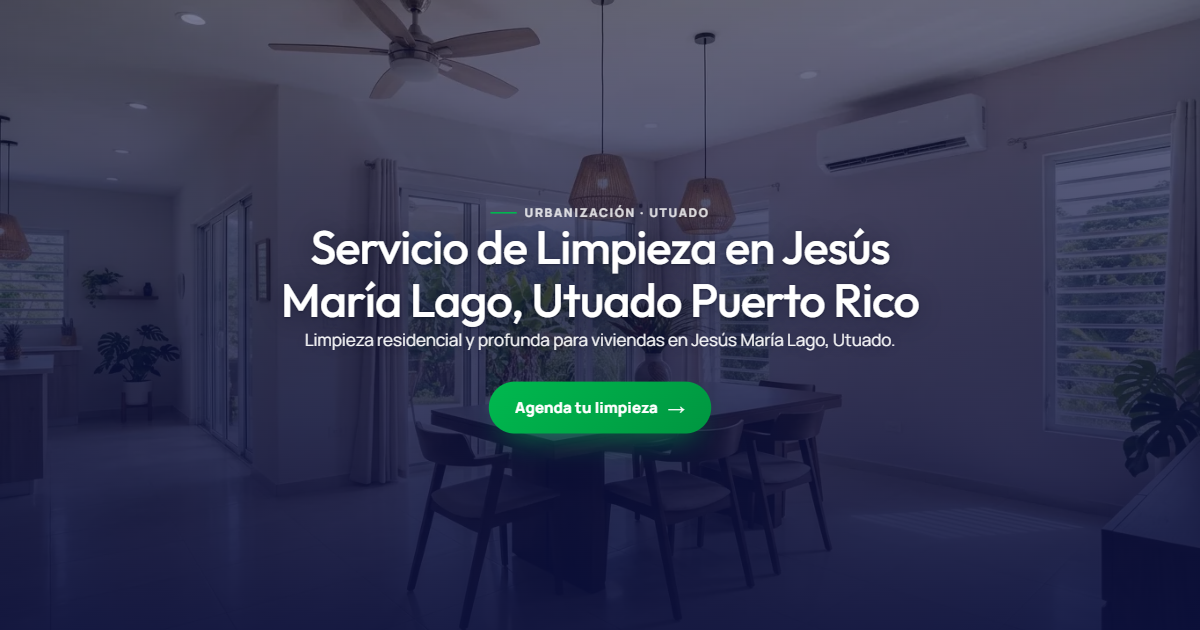 URBANIZACIÓN · UTUADO
Servicio de Limpieza en Jesús
María Lago, Utuado Puerto Rico
Limpieza residencial y profunda para viviendas en Jesús María Lago, Utuado.
Agenda tu limpieza →